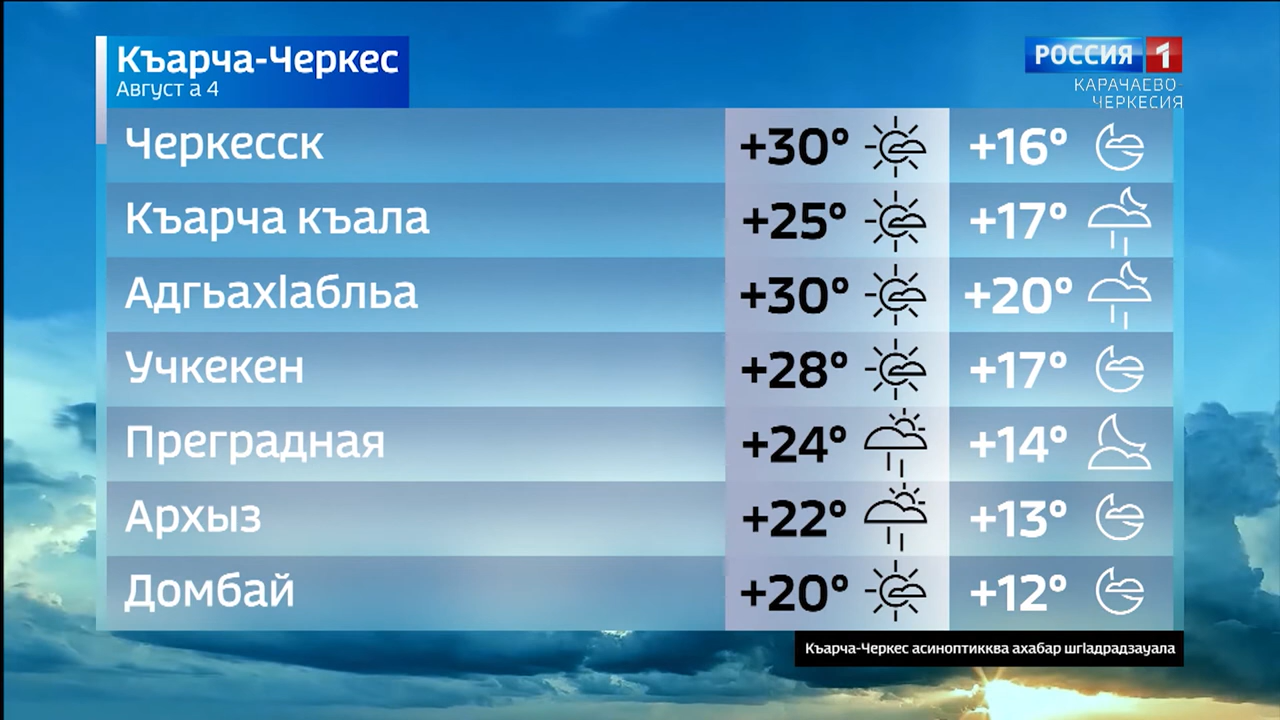 Къарча-Черкес
Август а 4
РОССИЯ 1
КАРАЧАЕВО-
ЧЕРКЕСИЯ
Черкесск +30° +16°
Къарча къала +25° +17°
Адгьахӏабльа +30° +20°
Учкекен +28° +17°
Преградная +24° +14°
Архыз +22° +13°
Домбай +20° +12°
Къарча-Черкес асиноптикква ахабар шгӏадрадзауала